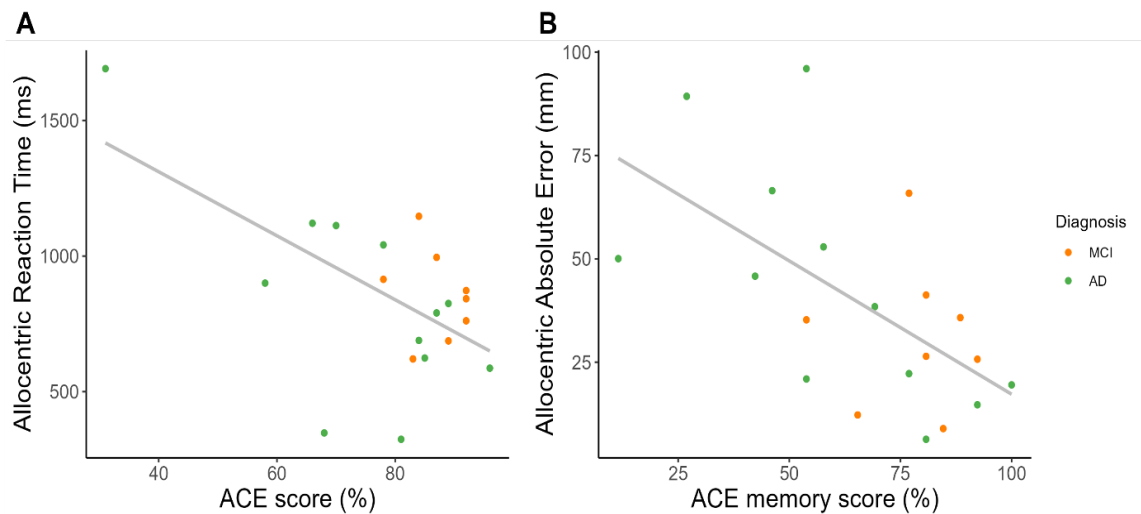 A
Allocentric Reaction Time (ms)
1500
1000
500
40
60
80
ACE score (%)
B
Allocentric Absolute Error (mm)
100
75
50
25
25
50
75
100
ACE memory score (%)
Diagnosis
MCI
AD